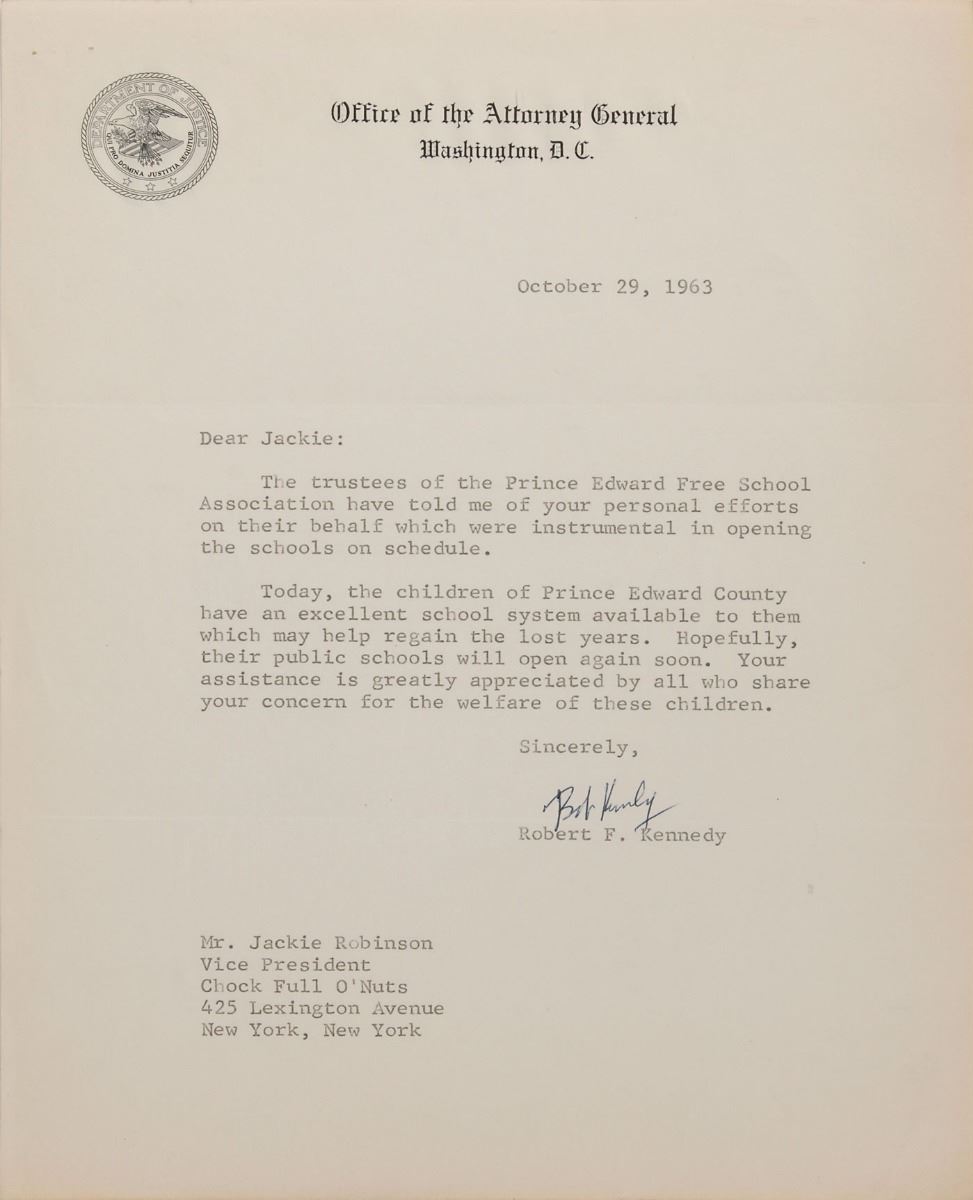 DEPARTMENT OF JUSTICE
QUI PRO DOMINA JUSTITIA SEQUITUR
Office of the Attorney General
Washington, D. C.
October 29, 1963
Dear Jackie:
The trustees of the Prince Edward Free School
Association have told me of your personal efforts
on their behalf which were instrumental in opening
the schools on schedule.
Today, the children of Prince Edward County
have an excellent school system available to them
which may help regain the lost years. Hopefully,
their public schools will open again soon. Your
assistance is greatly appreciated by all who share
your concern for the welfare of these children.
Sincerely,
Bob Kennedy
Robert F. Kennedy
Mr. Jackie Robinson
Vice President
Chock Full O'Nuts
425 Lexington Avenue
New York, New York